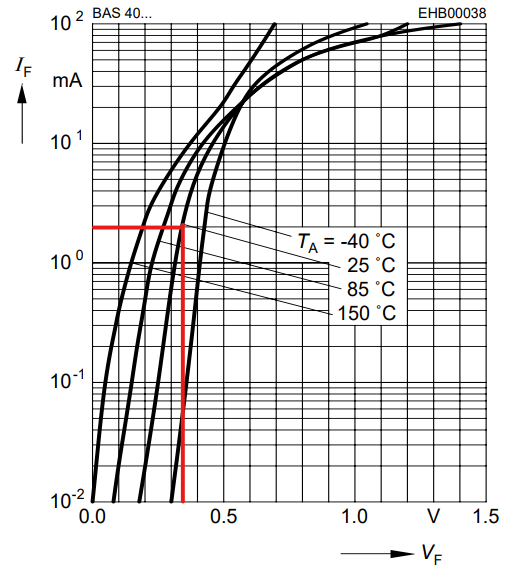 BAS 40... EHB00038
10²
I_F
mA
10¹
T_A = -40 ˚C
25 ˚C
10⁰
85 ˚C
150 ˚C
10⁻¹
10⁻²
0.0 0.5 1.0 V 1.5
V_F